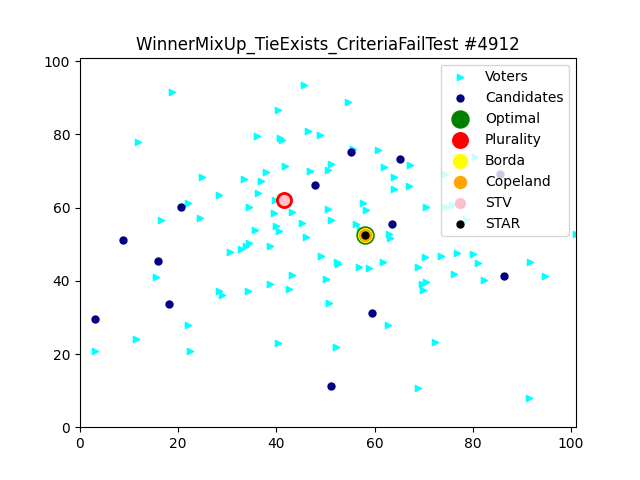 WinnerMixUp_TieExists_CriteriaFailTest #4912
100
80
60
40
20
0
0
20
40
60
80
100
Voters
Candidates
Optimal
Plurality
Borda
Copeland
STV
STAR